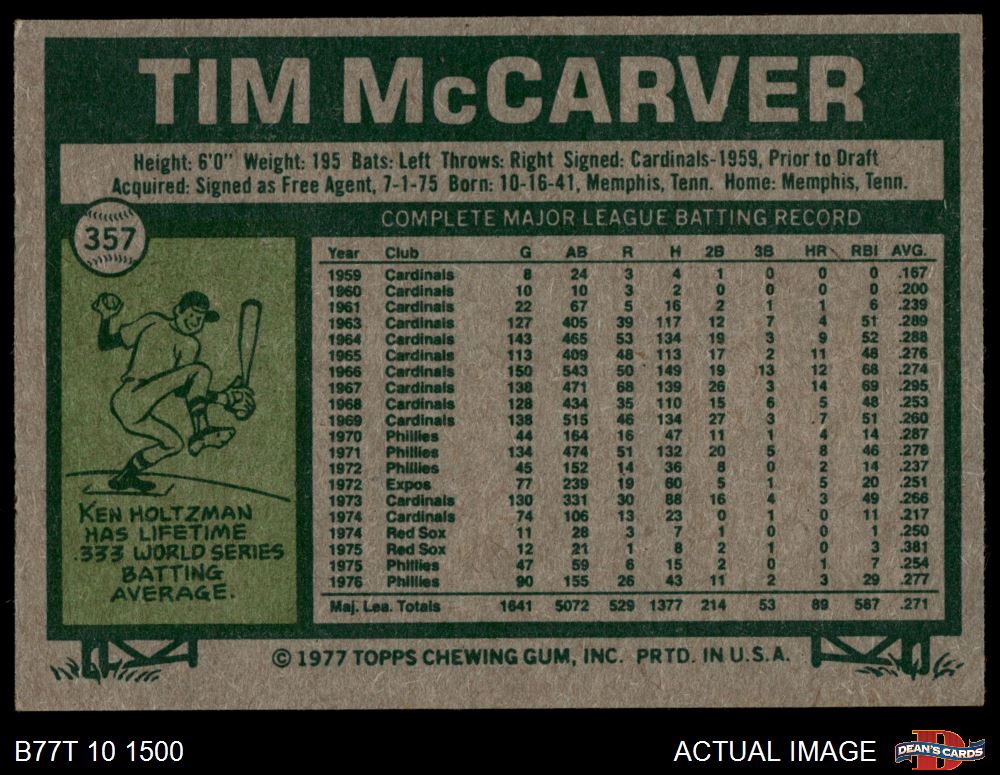 TIM McCARVER
Height: 6'0" Weight: 195 Bats: Left Throws: Right Signed: Cardinals-1959, Prior to Draft
Acquired: Signed as Free Agent, 7-1-75 Born: 10-16-41, Memphis, Tenn. Home: Memphis, Tenn.
357
COMPLETE MAJOR LEAGUE BATTING RECORD
Year Club G AB R H 2B 3B HR RBI AVG.
1959 Cardinals 8 24 3 4 1 0 0 0 .167
1960 Cardinals 10 10 3 2 0 0 0 0 .200
1961 Cardinals 22 67 5 16 2 1 1 6 .239
1963 Cardinals 127 405 39 117 12 7 4 51 .289
1964 Cardinals 143 465 53 134 19 3 9 52 .288
1965 Cardinals 113 409 48 113 17 2 11 48 .276
1966 Cardinals 150 543 50 149 19 13 12 68 .274
1967 Cardinals 138 471 68 139 26 3 14 69 .295
1968 Cardinals 128 434 35 110 15 6 5 48 .253
1969 Cardinals 138 515 46 134 27 3 7 51 .260
1970 Phillies 44 164 16 47 11 1 4 14 .287
1971 Phillies 134 474 51 132 20 5 8 46 .278
1972 Phillies 45 152 14 36 8 0 2 14 .237
1972 Expos 77 239 19 60 5 1 5 20 .251
1973 Cardinals 130 331 30 88 16 4 3 49 .266
1974 Cardinals 74 106 13 23 0 1 0 11 .217
1974 Red Sox 11 28 3 7 1 0 0 1 .250
1975 Red Sox 12 21 1 8 2 1 0 3 .381
1975 Phillies 47 59 6 15 2 0 1 7 .254
1976 Phillies 90 155 26 43 11 2 3 29 .277
Maj. Lea. Totals 1641 5072 529 1377 214 53 89 587 .271
KEN HOLTZMAN
HAS LIFETIME
.333 WORLD SERIES
BATTING
AVERAGE.
© 1977 TOPPS CHEWING GUM, INC. PRTD. IN U.S.A.
B77T 10 1500
ACTUAL IMAGE
D
DEAN'S CARDS